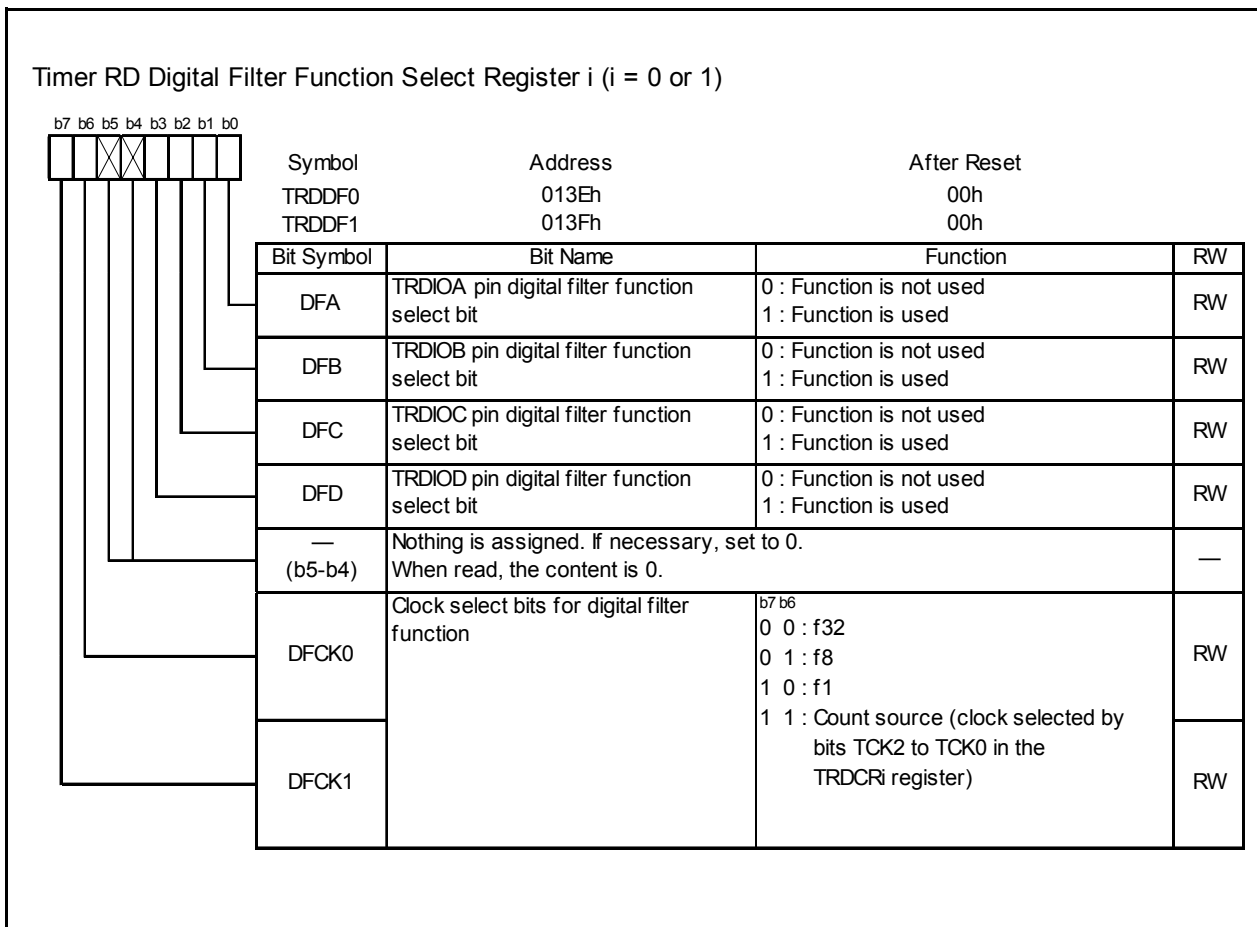 Timer RD Digital Filter Function Select Register i (i = 0 or 1)
b7 b6 b5 b4 b3 b2 b1 b0
Symbol Address After Reset
TRDDF0 013Eh 00h
TRDDF1 013Fh 00h
Bit Symbol Bit Name Function RW
DFA TRDIOA pin digital filter function select bit 0 : Function is not used RW
1 : Function is used
DFB TRDIOB pin digital filter function select bit 0 : Function is not used RW
1 : Function is used
DFC TRDIOC pin digital filter function select bit 0 : Function is not used RW
1 : Function is used
DFD TRDIOD pin digital filter function select bit 0 : Function is not used RW
1 : Function is used
— Nothing is assigned. If necessary, set to 0. —
(b5-b4) When read, the content is 0.
DFCK0 Clock select bits for digital filter function b7 b6 RW
0 0 : f32
0 1 : f8
1 0 : f1
1 1 : Count source (clock selected by
bits TCK2 to TCK0 in the
TRDCRi register)
DFCK1 RW